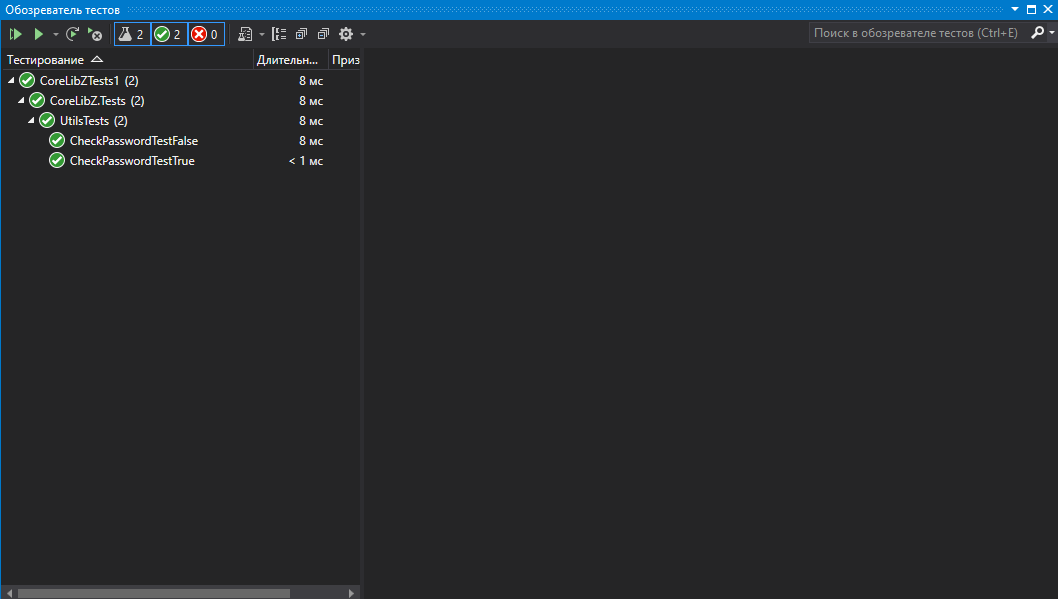 Обозреватель тестов
2 2 0 Поиск в обозревателе тестов (Ctrl+E)
Тестирование Длительн... Приз
CoreLibZTests1 (2) 8 мс
CoreLibZ.Tests (2) 8 мс
UtilsTests (2) 8 мс
CheckPasswordTestFalse 8 мс
CheckPasswordTestTrue < 1 мс